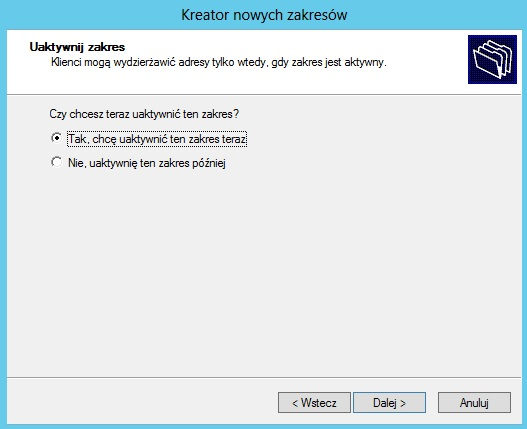 Kreator nowych zakresów
Uaktywnij zakres
Klienci mogą wydzierżawić adresy tylko wtedy, gdy zakres jest aktywny.
Czy chcesz teraz uaktywnić ten zakres?
Tak, chcę uaktywnić ten zakres teraz
Nie, uaktywnię ten zakres później
< Wstecz
Dalej >
Anuluj